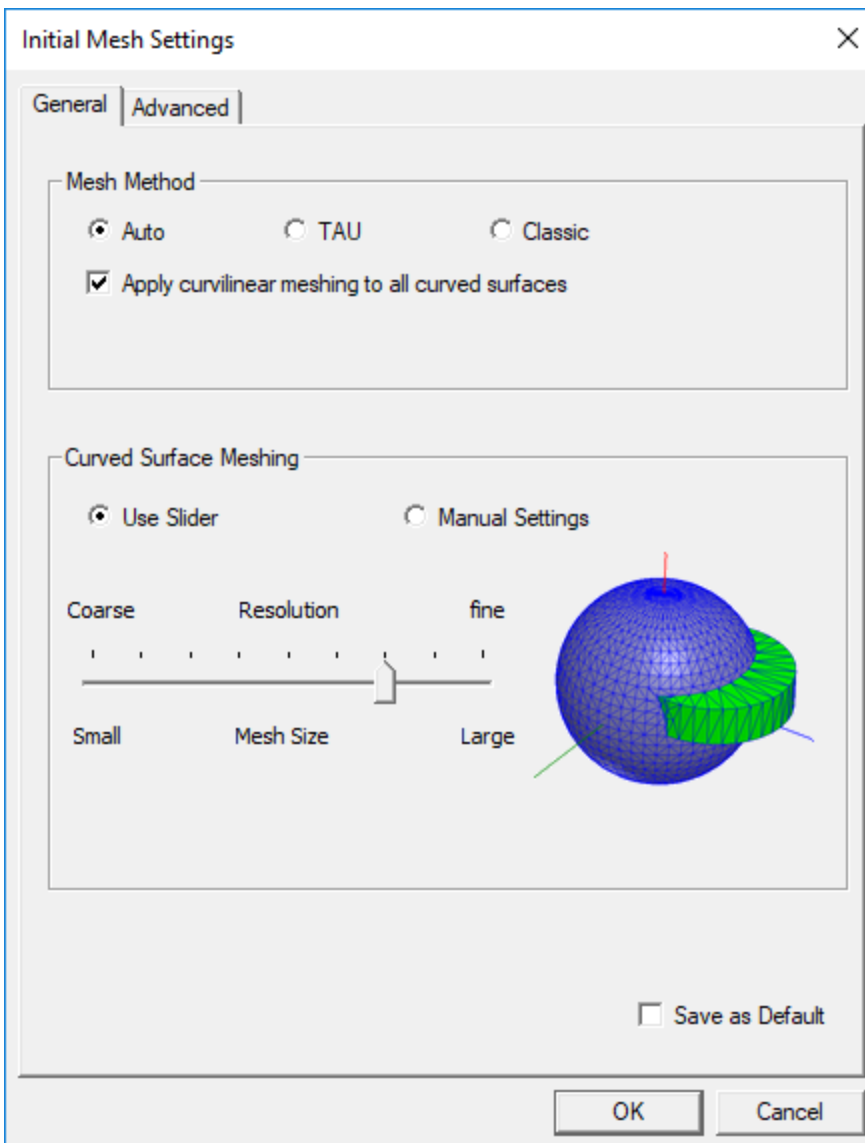 Initial Mesh Settings
General Advanced
Mesh Method
Auto TAU Classic
Apply curvilinear meshing to all curved surfaces
Curved Surface Meshing
Use Slider Manual Settings
Coarse Resolution fine
Small Mesh Size Large
Save as Default
OK Cancel